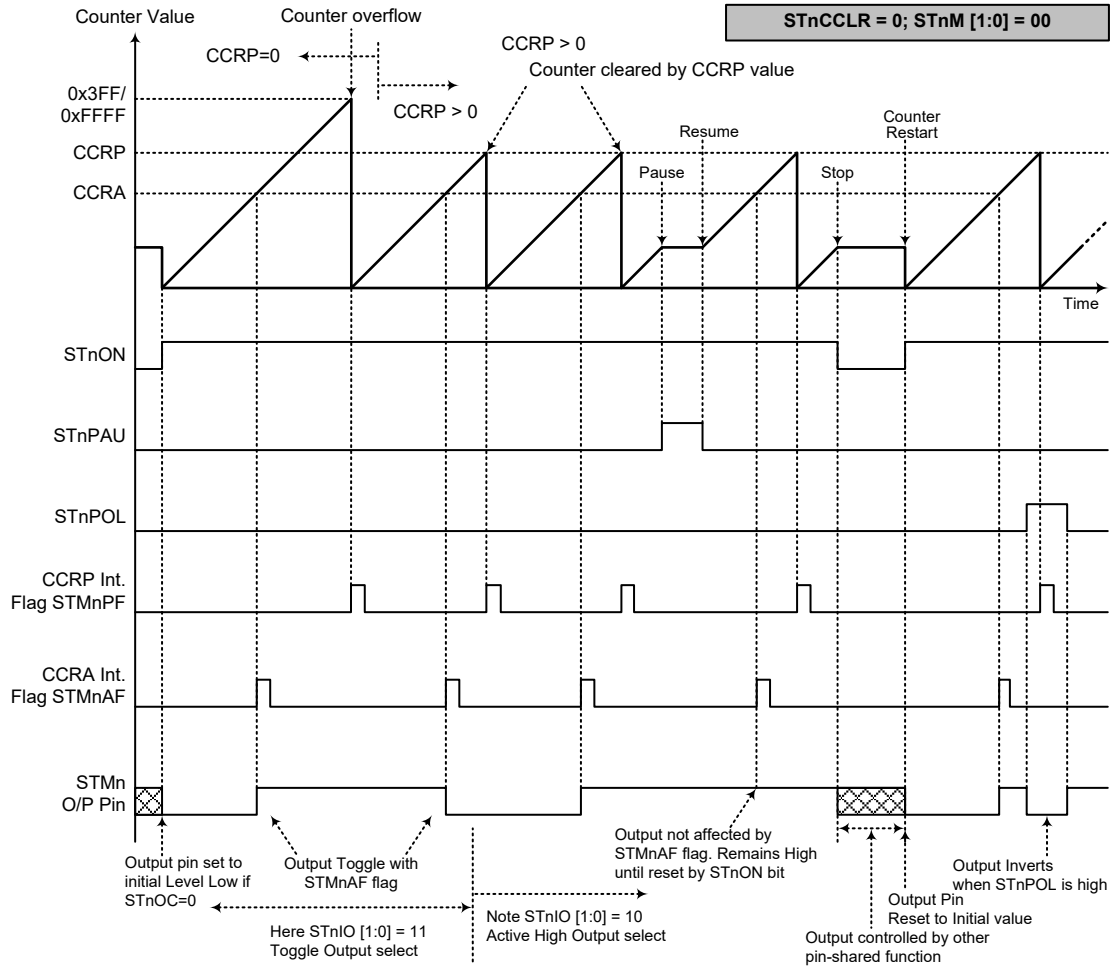 Counter Value
Counter overflow
STnCCLR = 0; STnM [1:0] = 00
CCRP=0
CCRP > 0
CCRP > 0
Counter cleared by CCRP value
0x3FF/
0xFFFF
CCRP
CCRA
Pause
Resume
Stop
Counter
Restart
Time
STnON
STnPAU
STnPOL
CCRP Int.
Flag STMnPF
CCRA Int.
Flag STMnAF
STMn
O/P Pin
Output pin set to
initial Level Low if
STnOC=0
Output Toggle with
STMnAF flag
Here STnIO [1:0] = 11
Toggle Output select
Note STnIO [1:0] = 10
Active High Output select
Output not affected by
STMnAF flag. Remains High
until reset by STnON bit
Output controlled by other
pin-shared function
Output Pin
Reset to Initial value
Output Inverts
when STnPOL is high